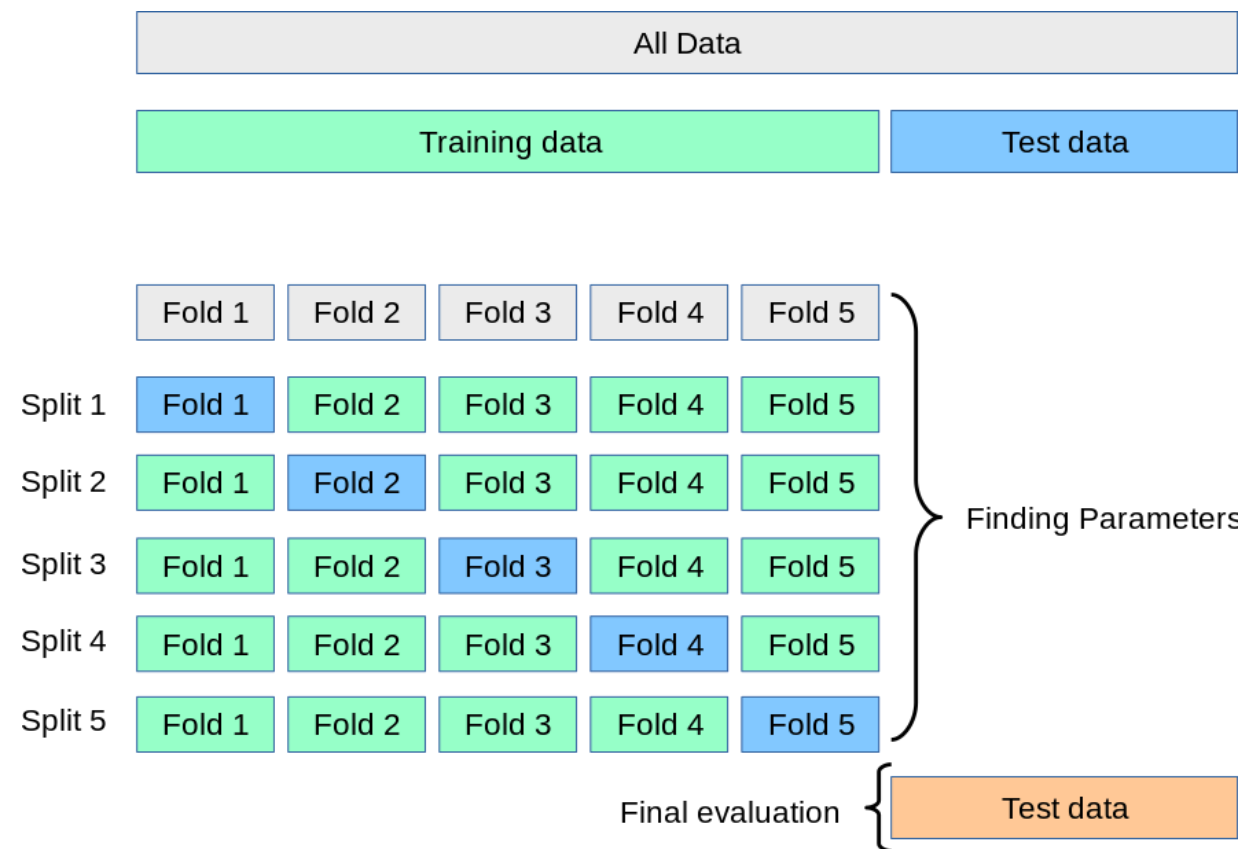 All Data
Training data Test data
Fold 1 Fold 2 Fold 3 Fold 4 Fold 5
Split 1 Fold 1 Fold 2 Fold 3 Fold 4 Fold 5
Split 2 Fold 1 Fold 2 Fold 3 Fold 4 Fold 5
Finding Parameters
Split 3 Fold 1 Fold 2 Fold 3 Fold 4 Fold 5
Split 4 Fold 1 Fold 2 Fold 3 Fold 4 Fold 5
Split 5 Fold 1 Fold 2 Fold 3 Fold 4 Fold 5
Final evaluation Test data